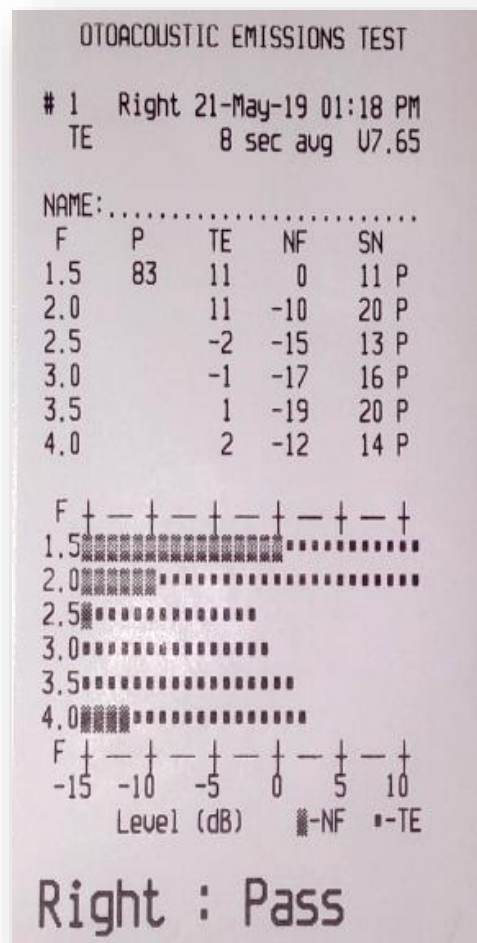 OTOACOUSTIC EMISSIONS TEST
# 1 Right 21-May-19 01:18 PM
TE 8 sec avg V7.65
NAME:.........................
F P TE NF SN
1.5 83 11 0 11 P
2.0 11 -10 20 P
2.5 -2 -15 13 P
3.0 -1 -17 16 P
3.5 1 -19 20 P
4.0 2 -12 14 P
F
1.5
2.0
2.5
3.0
3.5
4.0
F
-15 -10 -5 0 5 10
Level (dB) -NF -TE
Right : Pass